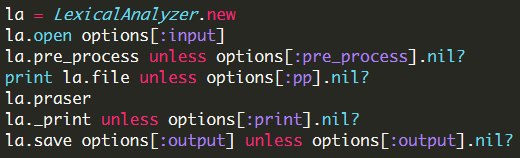 la = LexicalAnalyzer.new
la.open options[:input]
la.pre_process unless options[:pre_process].nil?
print la.file unless options[:pp].nil?
la.praser
la._print unless options[:print].nil?
la.save options[:output] unless options[:output].nil?